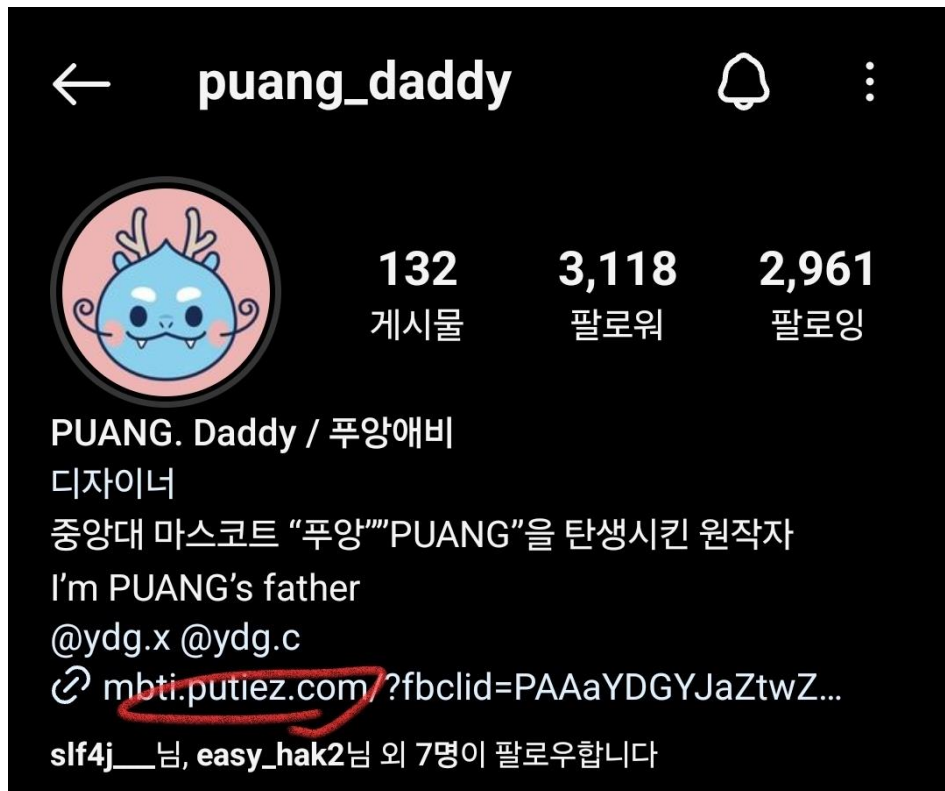 puang_daddy
132
3,118
2,961
게시물
팔로워
팔로잉
PUANG. Daddy / 푸앙애비
디자이너
중앙대 마스코트 “푸앙””"PUANG”을 탄생시킨 원작자
I’m PUANG’s father
@ydg.x @ydg.c
mbti.putiez.com/?fbclid=PAAaYDGYJaZtwZ...
slf4j___님, easy_hak2님 외 7명이 팔로우합니다